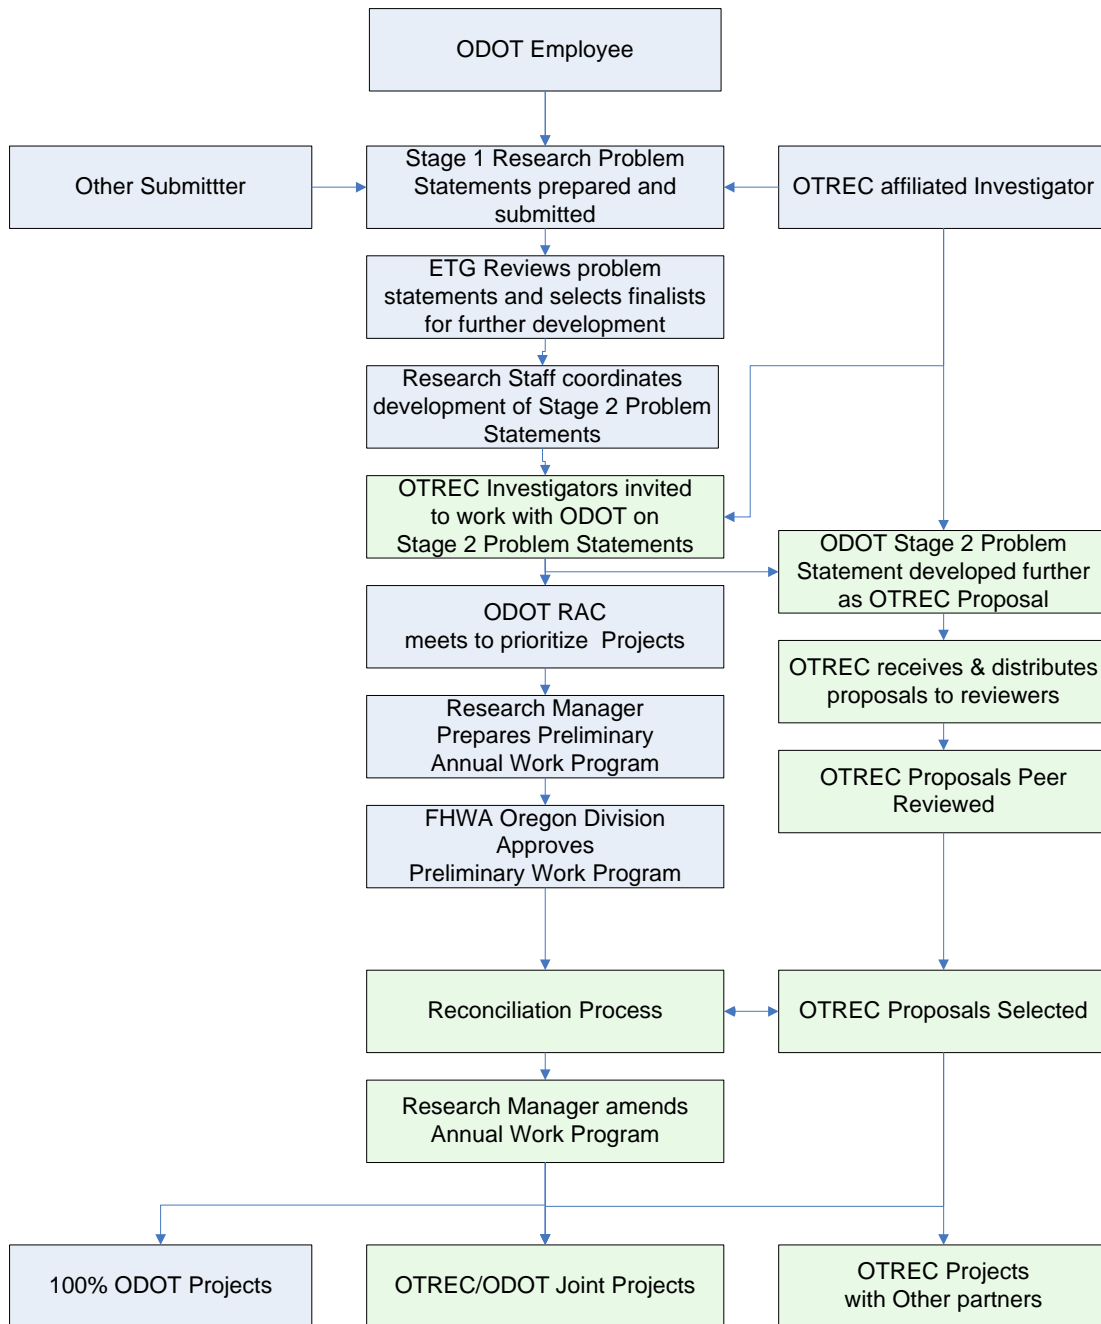 ODOT Employee
Other Submittter
Stage 1 Research Problem
Statements prepared and
submitted
OTREC affiliated Investigator
ETG Reviews problem
statements and selects finalists
for further development
Research Staff coordinates
development of Stage 2 Problem
Statements
OTREC Investigators invited
to work with ODOT on
Stage 2 Problem Statements
ODOT Stage 2 Problem
Statement developed further
as OTREC Proposal
ODOT RAC
meets to prioritize Projects
OTREC receives & distributes
proposals to reviewers
Research Manager
Prepares Preliminary
Annual Work Program
OTREC Proposals Peer
Reviewed
FHWA Oregon Division
Approves
Preliminary Work Program
Reconciliation Process
OTREC Proposals Selected
Research Manager amends
Annual Work Program
100% ODOT Projects
OTREC/ODOT Joint Projects
OTREC Projects
with Other partners